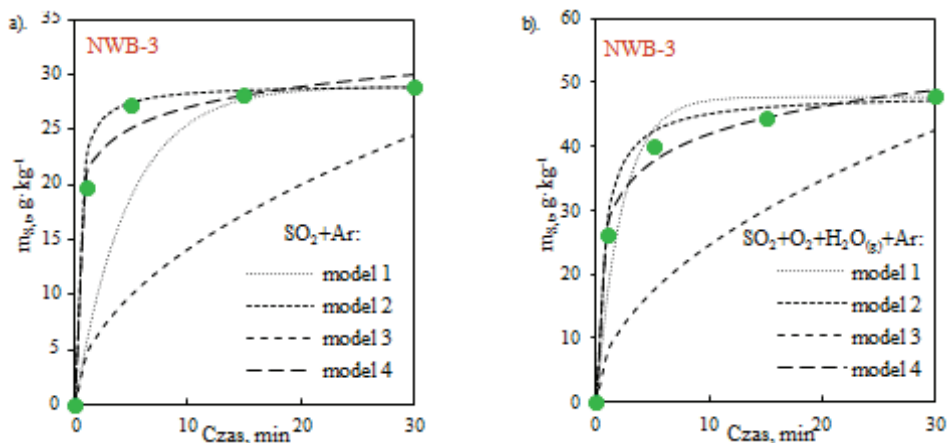 a).
NWB-3
35
30
25
20
15
10
5
0
m_S,t, g· kg⁻¹
SO₂+Ar:
model 1
model 2
model 3
model 4
0 10 20 30
Czas, min
b).
NWB-3
60
50
40
30
20
10
0
m_S,t, g· kg⁻¹
SO₂+O₂+H₂O₍g₎+Ar:
model 1
model 2
model 3
model 4
0 10 20 30
Czas, min